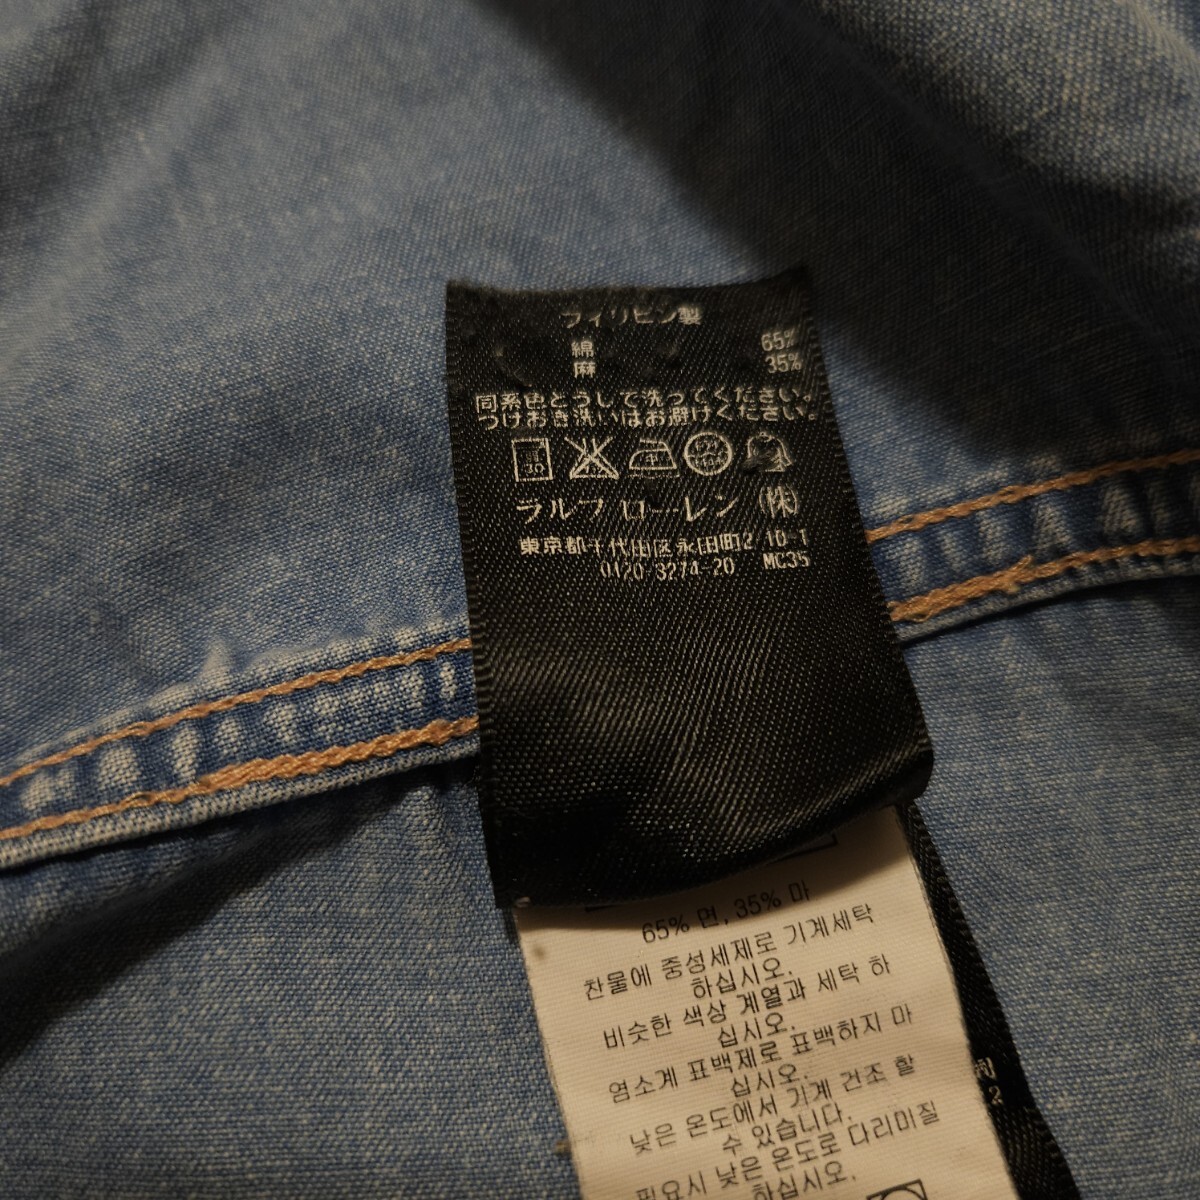 フィリピン製
綿 65%
麻 35%
同系色どうしで洗ってください。
つけおき洗いはお避けください。
30
ラルフ ローレン (株)
東京都千代田区永田町2-10-1
0120-3274-20 MC35
65% 면, 35% 마
찬물에 중성세제로 기계세탁
하십시오.
비슷한 색상 계열과 세탁 하
십시오.
염소계 표백제로 표백하지 마
십시오.
낮은 온도에서 기계 건조 할
수 있습니다.
필요시 낮은 온도로 다리미질
하십시오.
2